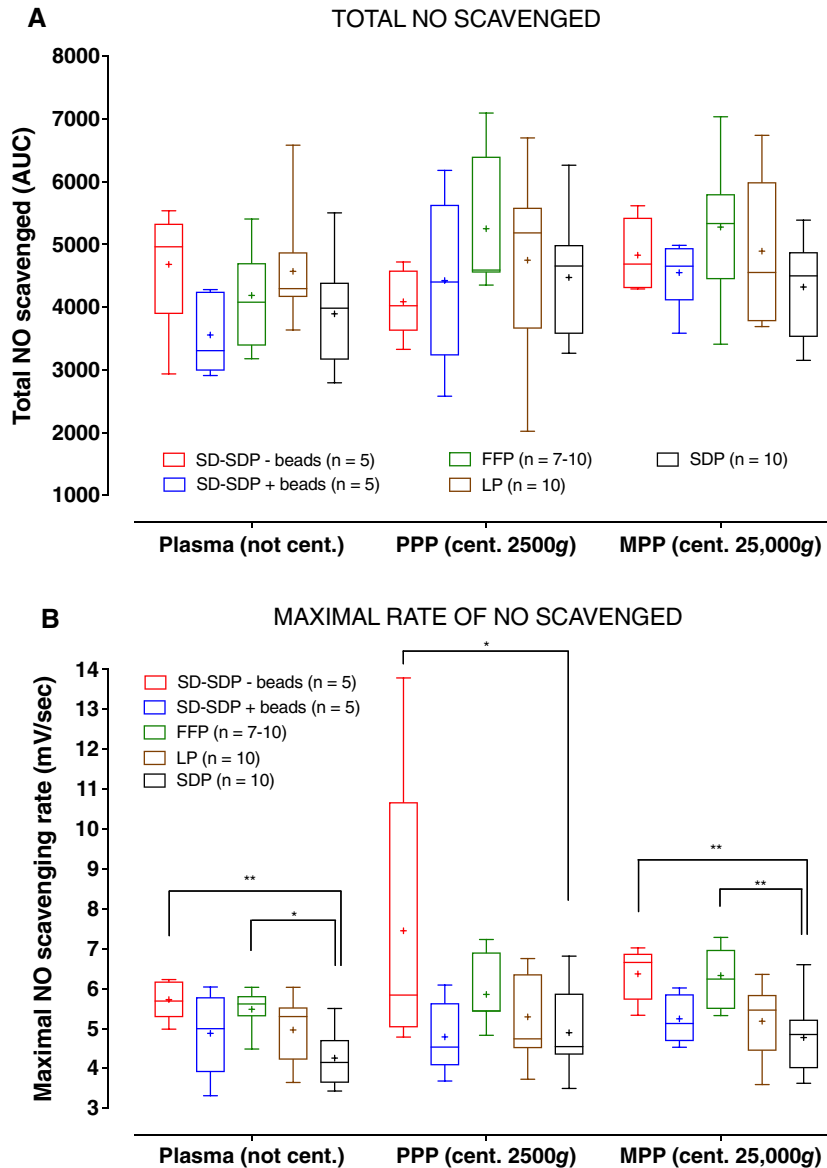 A
TOTAL NO SCAVENGED
Total NO scavenged (AUC)
8000
7000
6000
5000
4000
3000
2000
1000
SD-SDP - beads (n = 5)
FFP (n = 7-10)
SDP (n = 10)
SD-SDP + beads (n = 5)
LP (n = 10)
Plasma (not cent.)
PPP (cent. 2500g)
MPP (cent. 25,000g)
B
MAXIMAL RATE OF NO SCAVENGED
Maximal NO scavenging rate (mV/sec)
14
13
12
11
10
9
8
7
6
5
4
3
SD-SDP - beads (n = 5)
SD-SDP + beads (n = 5)
FFP (n = 7-10)
LP (n = 10)
SDP (n = 10)
*
**
*
**
**
Plasma (not cent.)
PPP (cent. 2500g)
MPP (cent. 25,000g)